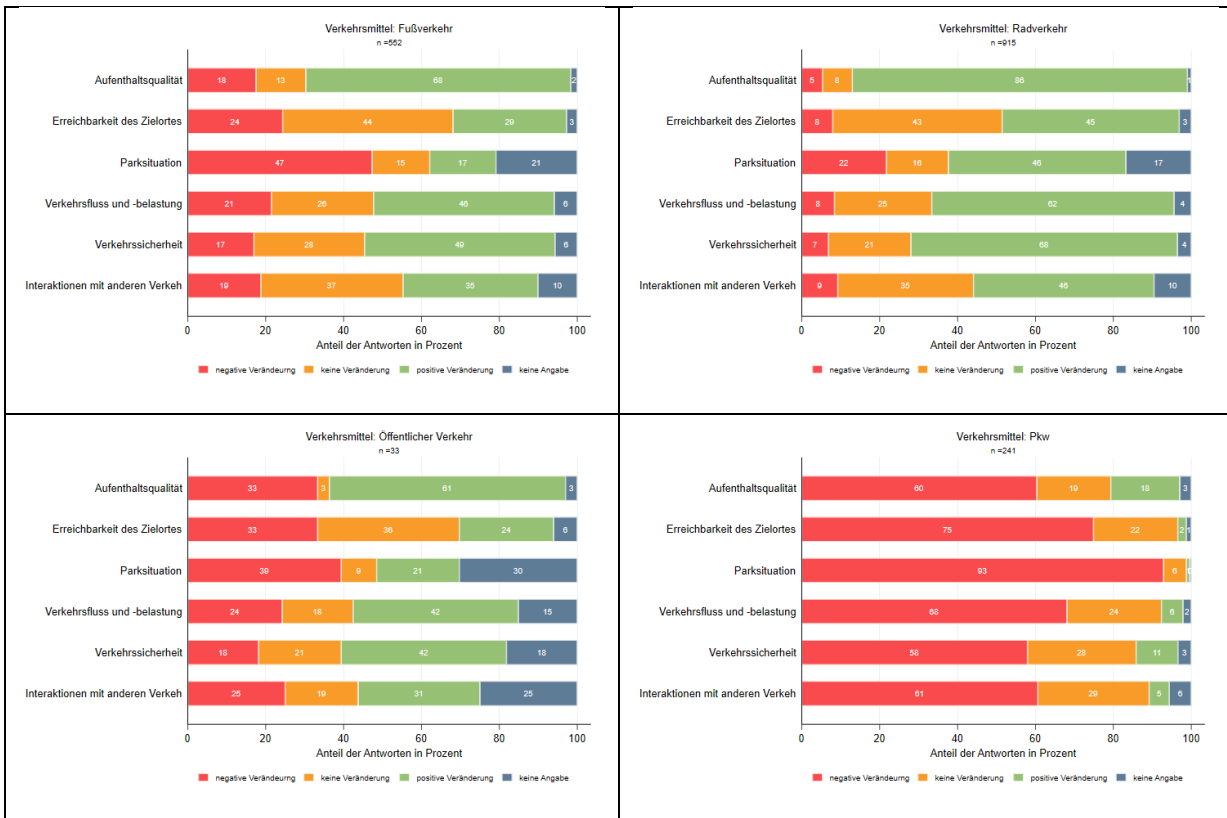 Verkehrsmittel: Fußverkehr
n =552
Aufenthaltsqualität 18 13 68 2
Erreichbarkeit des Zielortes 24 44 29 3
Parksituation 47 15 17 21
Verkehrsfluss und -belastung 21 26 46 6
Verkehrssicherheit 17 28 49 6
Interaktionen mit anderen Verkeh 19 37 35 10
0 20 40 60 80 100
Anteil der Antworten in Prozent
negative Verändeurng keine Veränderung positive Veränderung keine Angabe
Verkehrsmittel: Radverkehr
n =915
Aufenthaltsqualität 5 8 86 1
Erreichbarkeit des Zielortes 8 43 45 3
Parksituation 22 16 46 17
Verkehrsfluss und -belastung 8 25 62 4
Verkehrssicherheit 7 21 68 4
Interaktionen mit anderen Verkeh 9 35 46 10
0 20 40 60 80 100
Anteil der Antworten in Prozent
negative Verändeurng keine Veränderung positive Veränderung keine Angabe
Verkehrsmittel: Öffentlicher Verkehr
n =33
Aufenthaltsqualität 33 3 61 3
Erreichbarkeit des Zielortes 33 36 24 6
Parksituation 39 9 21 30
Verkehrsfluss und -belastung 24 18 42 15
Verkehrssicherheit 18 21 42 18
Interaktionen mit anderen Verkeh 25 19 31 25
0 20 40 60 80 100
Anteil der Antworten in Prozent
negative Verändeurng keine Veränderung positive Veränderung keine Angabe
Verkehrsmittel: Pkw
n =241
Aufenthaltsqualität 60 19 18 3
Erreichbarkeit des Zielortes 75 22 2 1
Parksituation 93 6
Verkehrsfluss und -belastung 68 24 6 2
Verkehrssicherheit 58 28 11 3
Interaktionen mit anderen Verkeh 61 29 5 6
0 20 40 60 80 100
Anteil der Antworten in Prozent
negative Verändeurng keine Veränderung positive Veränderung keine Angabe